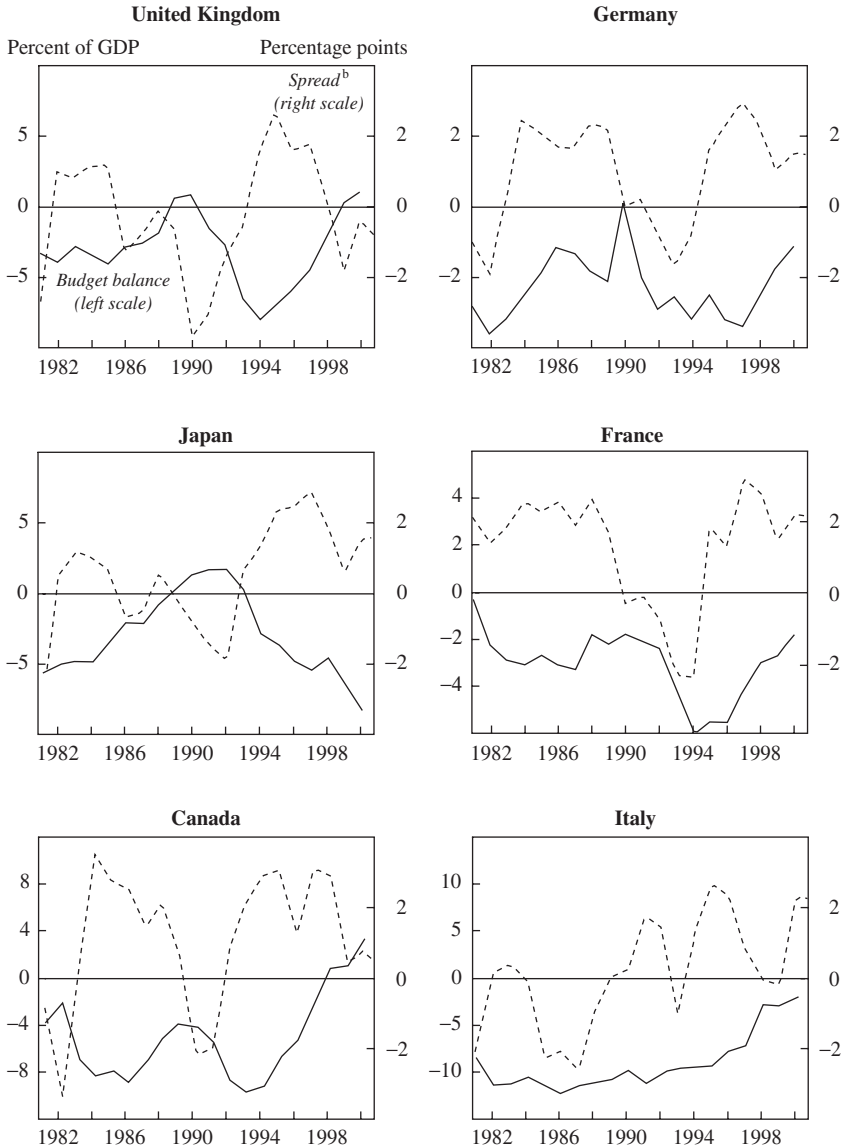 United Kingdom
Germany
Percent of GDP Percentage points
Spread b
(right scale)
5
2
2
2
0
0
0
0
−5
−2
−2
−2
Budget balance
(left scale)
1982 1986 1990 1994 1998
1982 1986 1990 1994 1998
Japan
France
5
2
4
2
2
0
0
0
0
−5
−2
−2
−4
−2
1982 1986 1990 1994 1998
1982 1986 1990 1994 1998
Canada
Italy
8
4
2
10
5
2
0
0
0
0
−4
−8
−2
−5
−10
−2
1982 1986 1990 1994 1998
1982 1986 1990 1994 1998